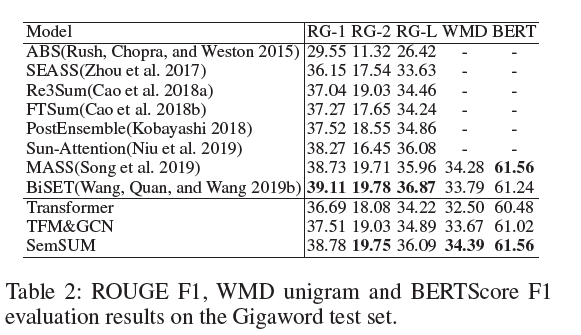 Model RG-1 RG-2 RG-L WMD BERT
ABS(Rush, Chopra, and Weston 2015) 29.55 11.32 26.42 - -
SEASS(Zhou et al. 2017) 36.15 17.54 33.63 - -
Re3Sum(Cao et al. 2018a) 37.04 19.03 34.46 - -
FTSum(Cao et al. 2018b) 37.27 17.65 34.24 - -
PostEnsemble(Kobayashi 2018) 37.52 18.55 34.86 - -
Sun-Attention(Niu et al. 2019) 38.27 16.45 36.08 - -
MASS(Song et al. 2019) 38.73 19.71 35.96 34.28 61.56
BiSET(Wang, Quan, and Wang 2019b) 39.11 19.78 36.87 33.79 61.24
Transformer 36.69 18.08 34.22 32.50 60.48
TFM&GCN 37.51 19.03 34.89 33.67 61.02
SemSUM 38.78 19.75 36.09 34.39 61.56
Table 2: ROUGE F1, WMD unigram and BERTScore F1
evaluation results on the Gigaword test set.